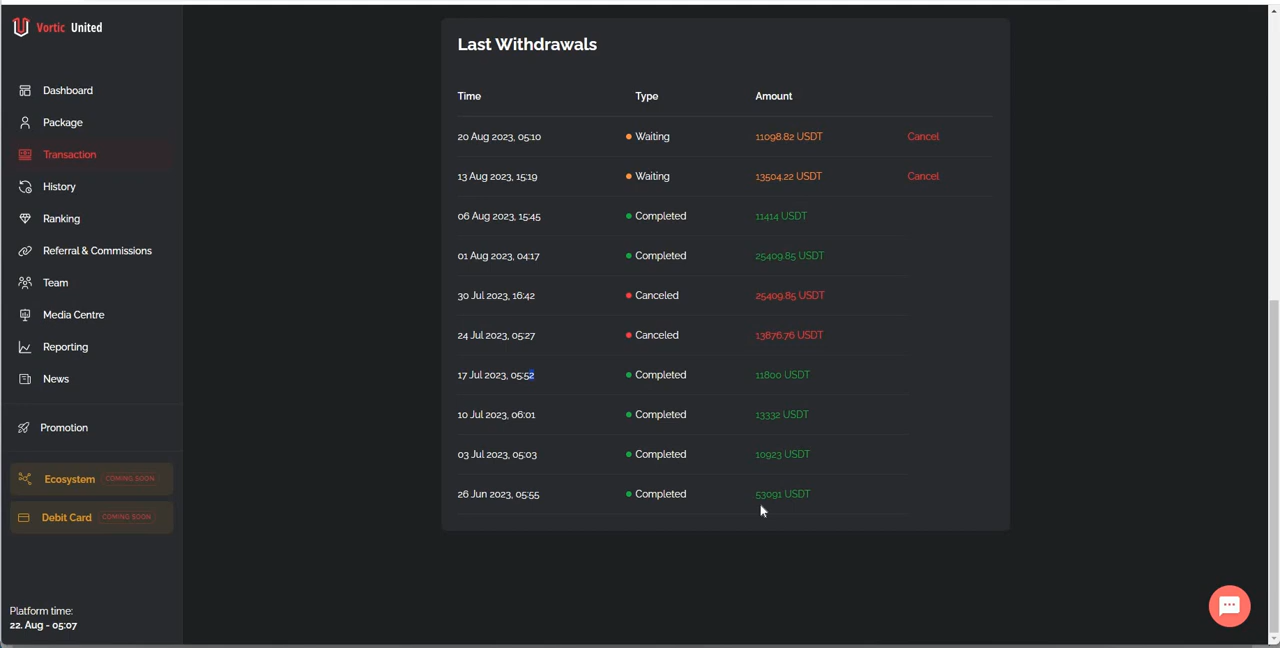 Vortic United
Dashboard
Package
Transaction
History
Ranking
Referral & Commissions
Team
Media Centre
Reporting
News
Promotion
Ecosystem COMING SOON
Debit Card COMING SOON
Platform time:
22. Aug - 05:07
Last Withdrawals
Time Type Amount
20 Aug 2023, 05:10 Waiting 11098.82 USDT Cancel
13 Aug 2023, 15:19 Waiting 13504.22 USDT Cancel
06 Aug 2023, 15:45 Completed 11414 USDT
01 Aug 2023, 04:17 Completed 25409.85 USDT
30 Jul 2023, 16:42 Canceled 25409.85 USDT
24 Jul 2023, 05:27 Canceled 13876.76 USDT
17 Jul 2023, 05:52 Completed 11800 USDT
10 Jul 2023, 06:01 Completed 13332 USDT
03 Jul 2023, 05:03 Completed 10923 USDT
26 Jun 2023, 05:55 Completed 53091 USDT